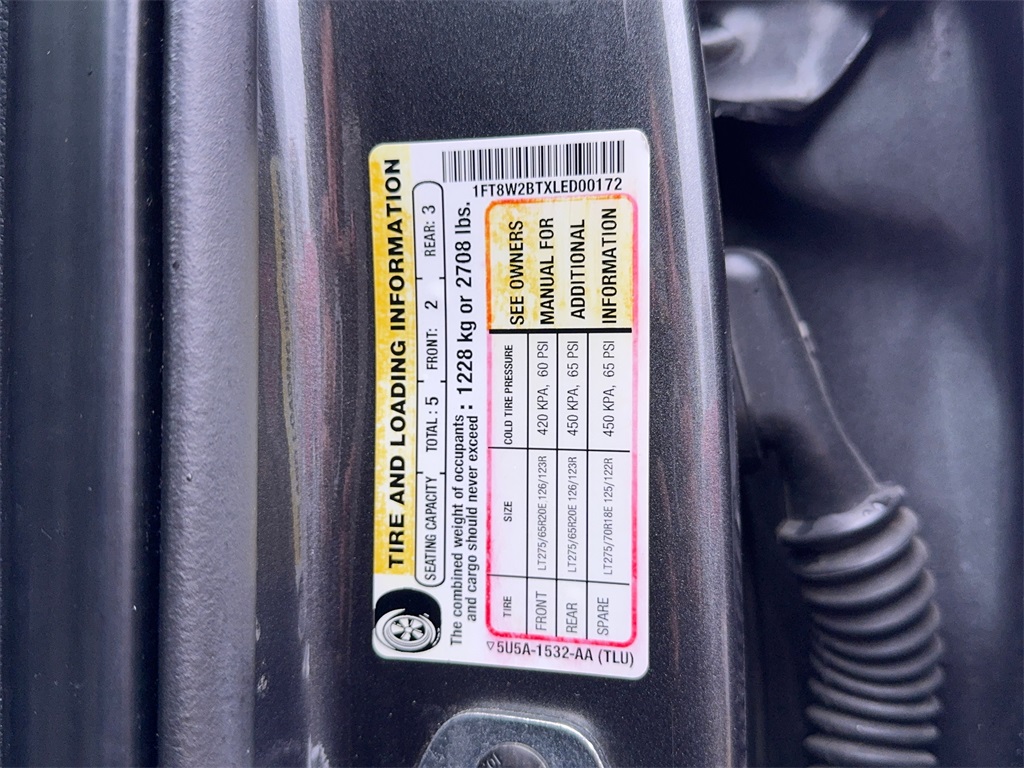 TIRE AND LOADING INFORMATION
SEATING CAPACITY TOTAL : 5 FRONT: 2 REAR: 3
The combined weight of occupants
and cargo should never exceed : 1228 kg or 2708 lbs.
TIRE SIZE COLD TIRE PRESSURE
FRONT LT275/65R20E 126/123R 420 KPA, 60 PSI
REAR LT275/65R20E 126/123R 450 KPA, 65 PSI
SPARE LT275/70R18E 125/122R 450 KPA, 65 PSI
SEE OWNERS
MANUAL FOR
ADDITIONAL
INFORMATION
5U5A-1532-AA (TLU)
1FT8W2BTXLED00172